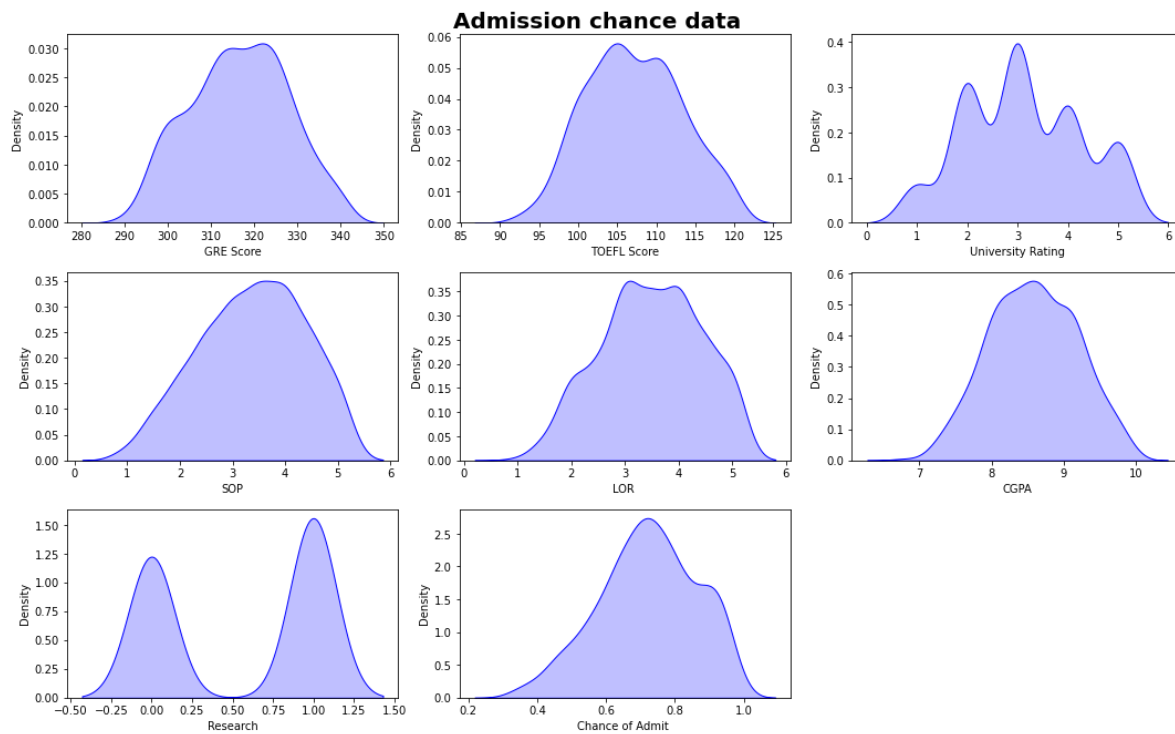 Admission chance data
0.030
0.025
0.020
0.015
0.010
0.005
0.000
Density
280 290 300 310 320 330 340 350
GRE Score
0.06
0.05
0.04
0.03
0.02
0.01
0.00
Density
85 90 95 100 105 110 115 120 125
TOEFL Score
0.4
0.3
0.2
0.1
0.0
Density
0 1 2 3 4 5 6
University Rating
0.35
0.30
0.25
0.20
0.15
0.10
0.05
0.00
Density
0 1 2 3 4 5 6
SOP
0.35
0.30
0.25
0.20
0.15
0.10
0.05
0.00
Density
0 1 2 3 4 5 6
LOR
0.6
0.5
0.4
0.3
0.2
0.1
0.0
Density
7 8 9 10
CGPA
1.50
1.25
1.00
0.75
0.50
0.25
0.00
Density
−0.50 −0.25 0.00 0.25 0.50 0.75 1.00 1.25 1.50
Research
2.5
2.0
1.5
1.0
0.5
0.0
Density
0.2 0.4 0.6 0.8 1.0
Chance of Admit